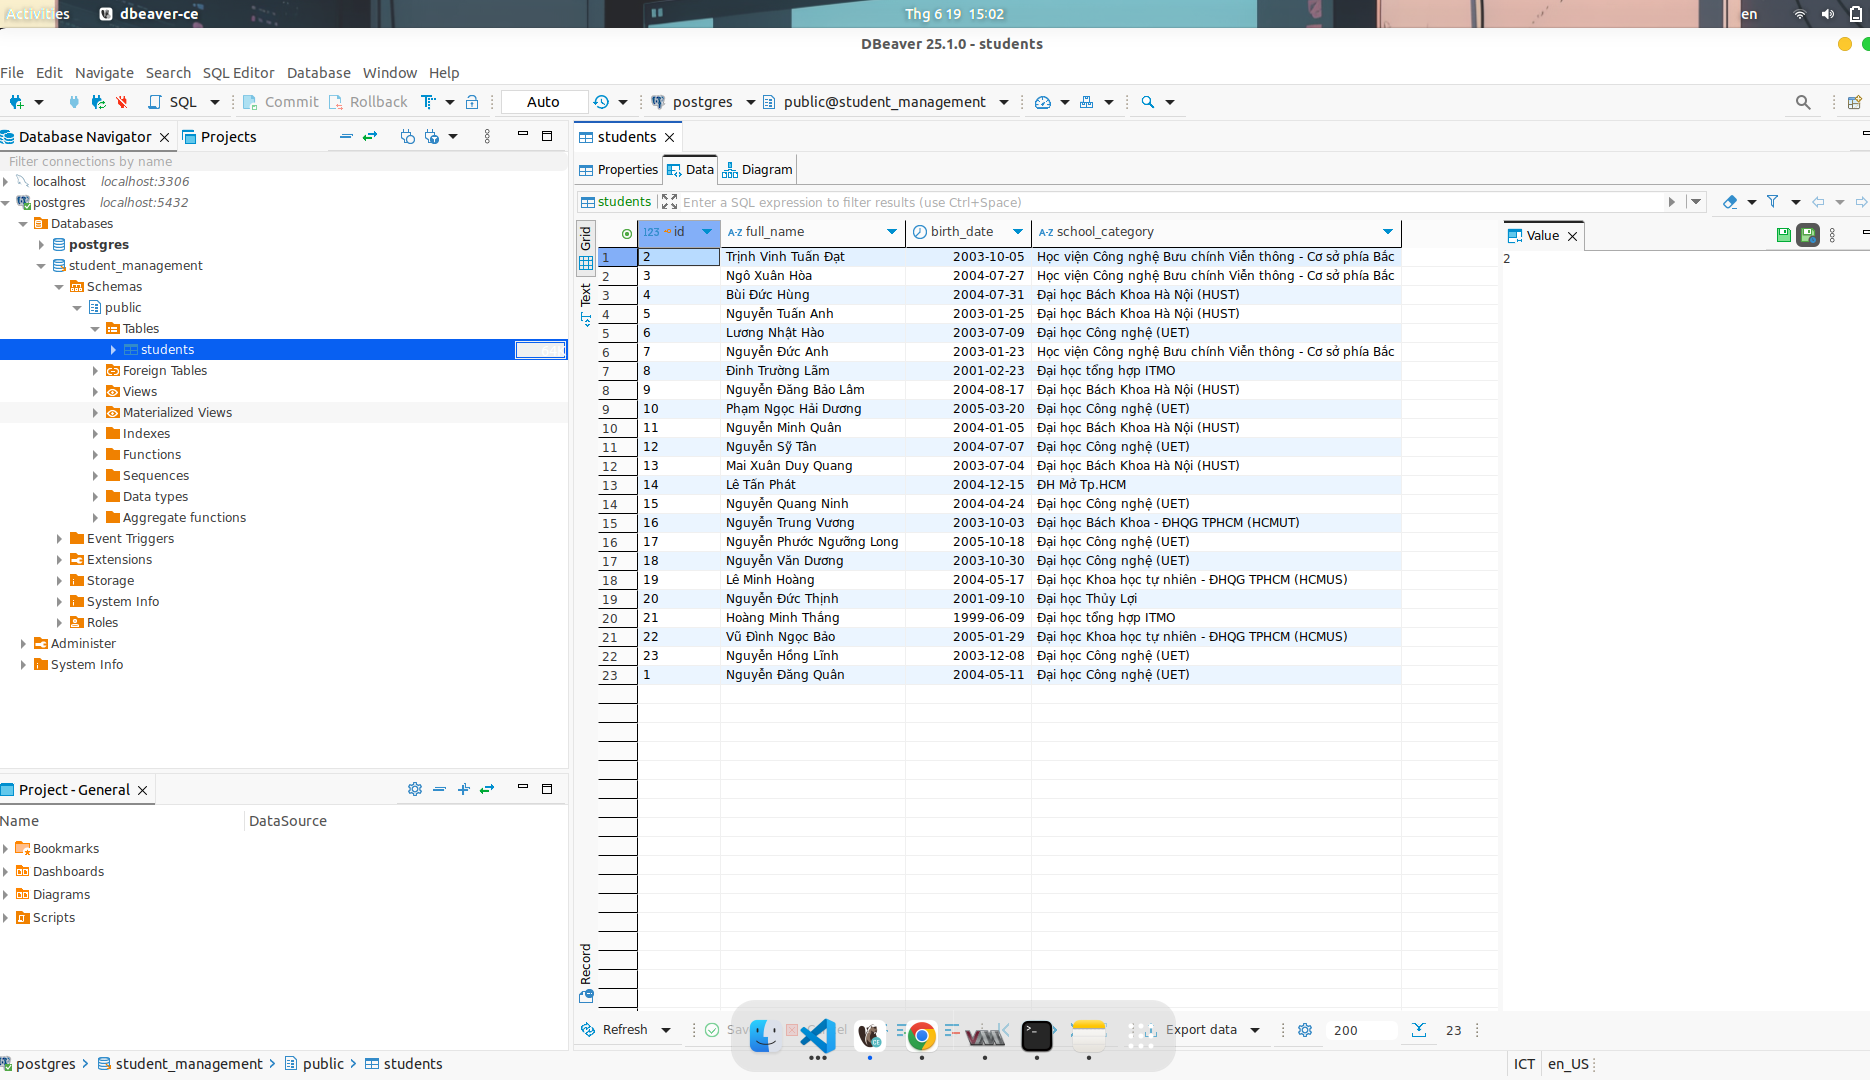 Activities dbeaver-ce Thg 6 19 15:02 en
DBeaver 25.1.0 - students
File Edit Navigate Search SQL Editor Database Window Help
SQL Commit Rollback Auto postgres public@student_management
Database Navigator Projects
Filter connections by name
localhost localhost:3306
postgres localhost:5432
Databases
postgres
student_management
Schemas
public
Tables
students
Foreign Tables
Views
Materialized Views
Indexes
Functions
Sequences
Data types
Aggregate functions
Event Triggers
Extensions
Storage
System Info
Roles
Administer
System Info
Project - General
Name DataSource
Bookmarks
Dashboards
Diagrams
Scripts
students
Properties Data Diagram
students Enter a SQL expression to filter results (use Ctrl+Space)
Grid
Text
Record
123 id A-Z full_name birth_date A-Z school_category
1 2 Trịnh Vinh Tuấn Đạt 2003-10-05 Học viện Công nghệ Bưu chính Viễn thông - Cơ sở phía Bắc
2 3 Ngô Xuân Hòa 2004-07-27 Học viện Công nghệ Bưu chính Viễn thông - Cơ sở phía Bắc
3 4 Bùi Đức Hùng 2004-07-31 Đại học Bách Khoa Hà Nội (HUST)
4 5 Nguyễn Tuấn Anh 2003-01-25 Đại học Bách Khoa Hà Nội (HUST)
5 6 Lương Nhật Hào 2003-07-09 Đại học Công nghệ (UET)
6 7 Nguyễn Đức Anh 2003-01-23 Học viện Công nghệ Bưu chính Viễn thông - Cơ sở phía Bắc
7 8 Đinh Trường Lãm 2001-02-23 Đại học tổng hợp ITMO
8 9 Nguyễn Đăng Bảo Lâm 2004-08-17 Đại học Bách Khoa Hà Nội (HUST)
9 10 Phạm Ngọc Hải Dương 2005-03-20 Đại học Công nghệ (UET)
10 11 Nguyễn Minh Quân 2004-01-05 Đại học Bách Khoa Hà Nội (HUST)
11 12 Nguyễn Sỹ Tân 2004-07-07 Đại học Công nghệ (UET)
12 13 Mai Xuân Duy Quang 2003-07-04 Đại học Bách Khoa Hà Nội (HUST)
13 14 Lê Tấn Phát 2004-12-15 ĐH Mở Tp.HCM
14 15 Nguyễn Quang Ninh 2004-04-24 Đại học Công nghệ (UET)
15 16 Nguyễn Trung Vương 2003-10-03 Đại học Bách Khoa - ĐHQG TPHCM (HCMUT)
16 17 Nguyễn Phước Ngưỡng Long 2005-10-18 Đại học Công nghệ (UET)
17 18 Nguyễn Văn Dương 2003-10-30 Đại học Công nghệ (UET)
18 19 Lê Minh Hoàng 2004-05-17 Đại học Khoa học tự nhiên - ĐHQG TPHCM (HCMUS)
19 20 Nguyễn Đức Thịnh 2001-09-10 Đại học Thủy Lợi
20 21 Hoàng Minh Thắng 1999-06-09 Đại học tổng hợp ITMO
21 22 Vũ Đình Ngọc Bảo 2005-01-29 Đại học Khoa học tự nhiên - ĐHQG TPHCM (HCMUS)
22 23 Nguyễn Hồng Lĩnh 2003-12-08 Đại học Công nghệ (UET)
23 1 Nguyễn Đăng Quân 2004-05-11 Đại học Công nghệ (UET)
Value
2
Refresh Export data 200 23
postgres student_management public students ICT en_US